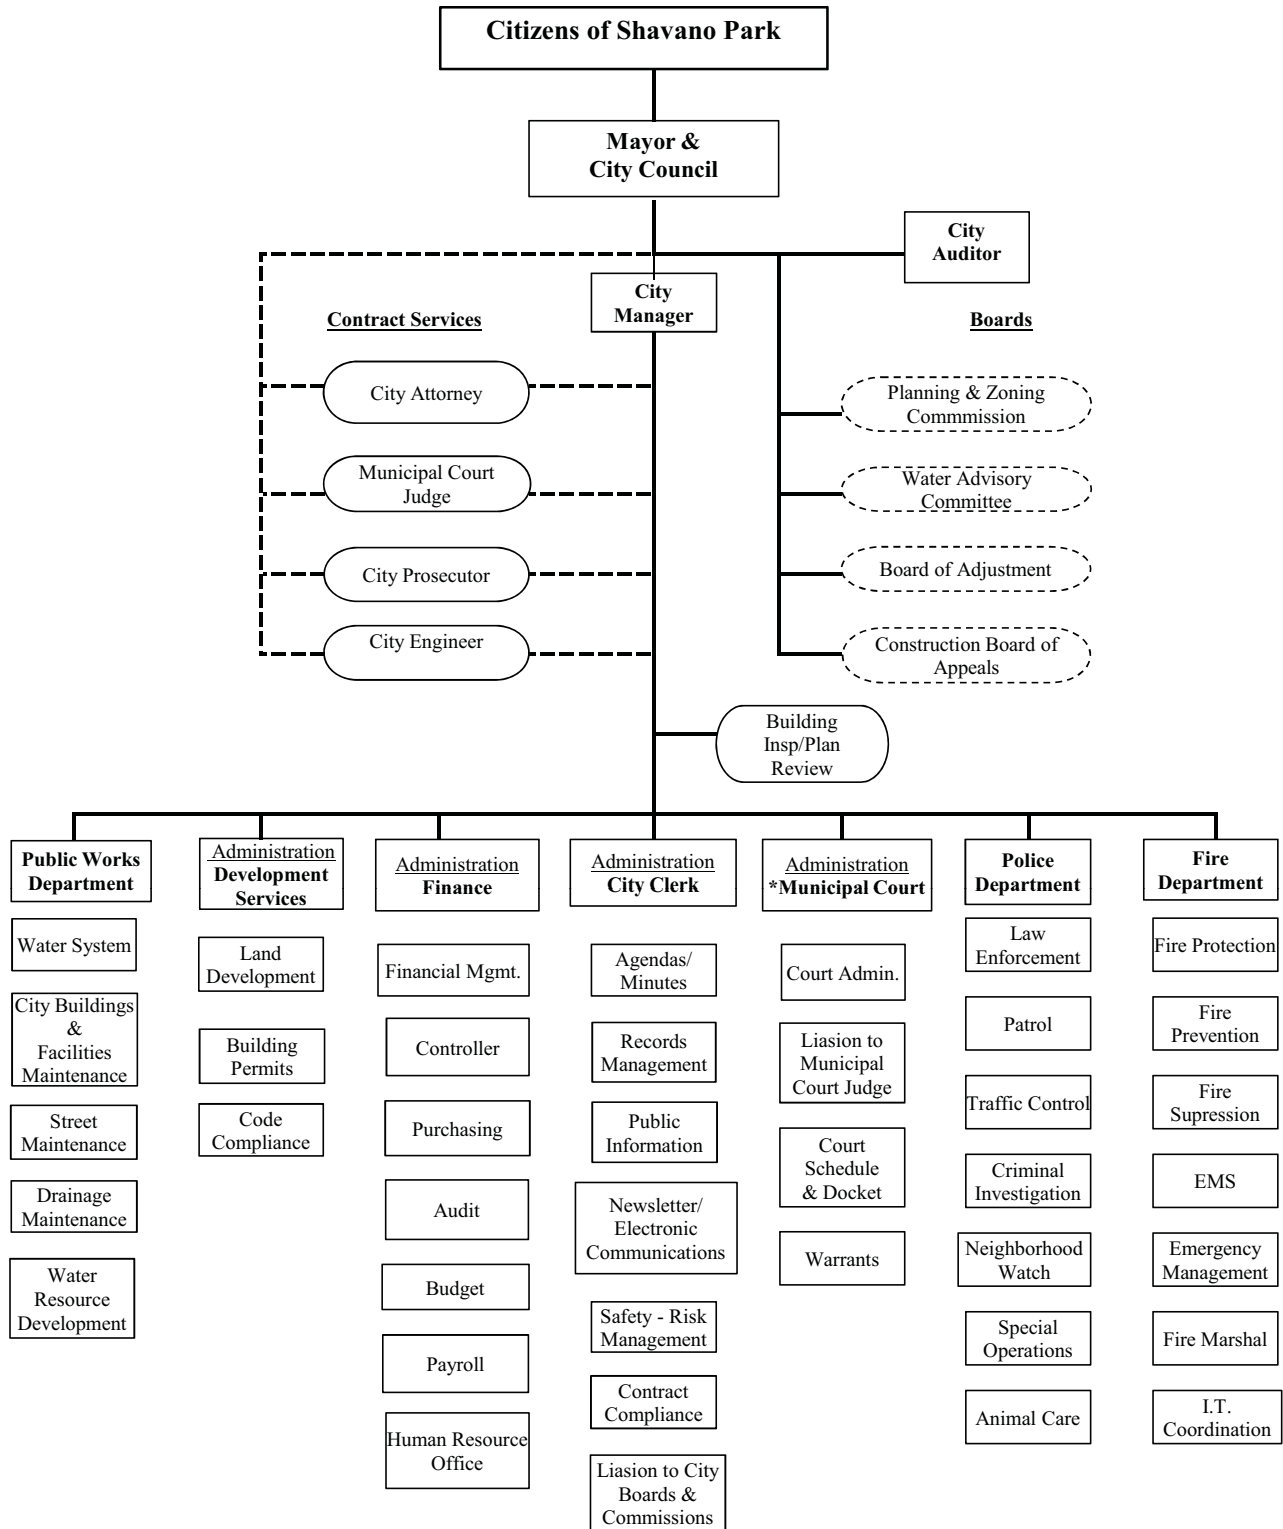 Citizens of Shavano Park
Mayor &
City Council
City
Auditor
City
Manager
Contract Services
Boards
City Attorney
Municipal Court
Judge
City Prosecutor
City Engineer
Planning & Zoning
Commmission
Water Advisory
Committee
Board of Adjustment
Construction Board of
Appeals
Building
Insp/Plan
Review
Public Works
Department
Water System
City Buildings
&
Facilities
Maintenance
Street
Maintenance
Drainage
Maintenance
Water
Resource
Development
Administration
Development
Services
Land
Development
Building
Permits
Code
Compliance
Administration
Finance
Financial Mgmt.
Controller
Purchasing
Audit
Budget
Payroll
Human Resource
Office
Administration
City Clerk
Agendas/
Minutes
Records
Management
Public
Information
Newsletter/
Electronic
Communications
Safety - Risk
Management
Contract
Compliance
Liasion to City
Boards &
Commissions
Administration
*Municipal Court
Court Admin.
Liasion to
Municipal
Court Judge
Court
Schedule
& Docket
Warrants
Police
Department
Law
Enforcement
Patrol
Traffic Control
Criminal
Investigation
Neighborhood
Watch
Special
Operations
Animal Care
Fire
Department
Fire Protection
Fire
Prevention
Fire
Supression
EMS
Emergency
Management
Fire Marshal
I.T.
Coordination